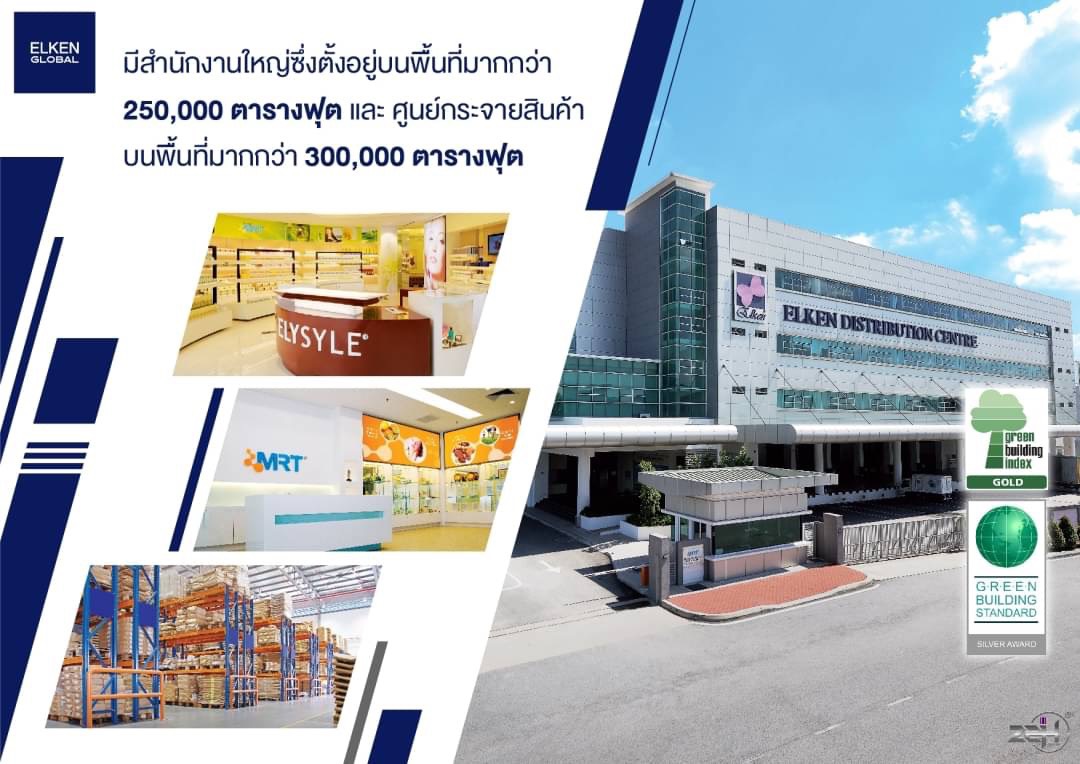 ELKEN
GLOBAL
มีสำนักงานใหญ่ซึ่งตั้งอยู่บนพื้นที่มากกว่า
250,000 ตารางฟุต และ ศูนย์กระจายสินค้า
บนพื้นที่มากกว่า 300,000 ตารางฟุต
ELYSYLE®
MRT®
Elken
ELKEN DISTRIBUTION CENTRE
green
building
index
GOLD
GREEN
BUILDING
STANDARD
SILVER AWARD